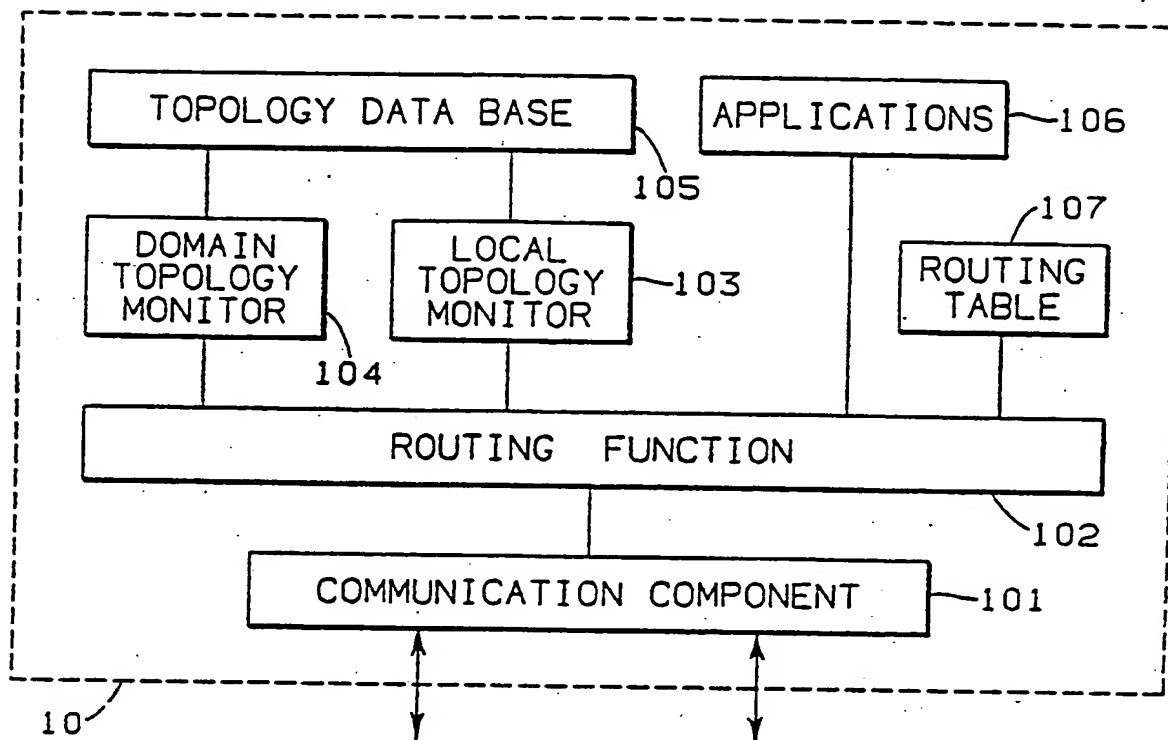 TOPOLOGY DATA BASE
APPLICATIONS
106
105
107
DOMAIN
TOPOLOGY
MONITOR
104
LOCAL
TOPOLOGY
MONITOR
103
ROUTING
TABLE
ROUTING FUNCTION
102
COMMUNICATION COMPONENT
101
10